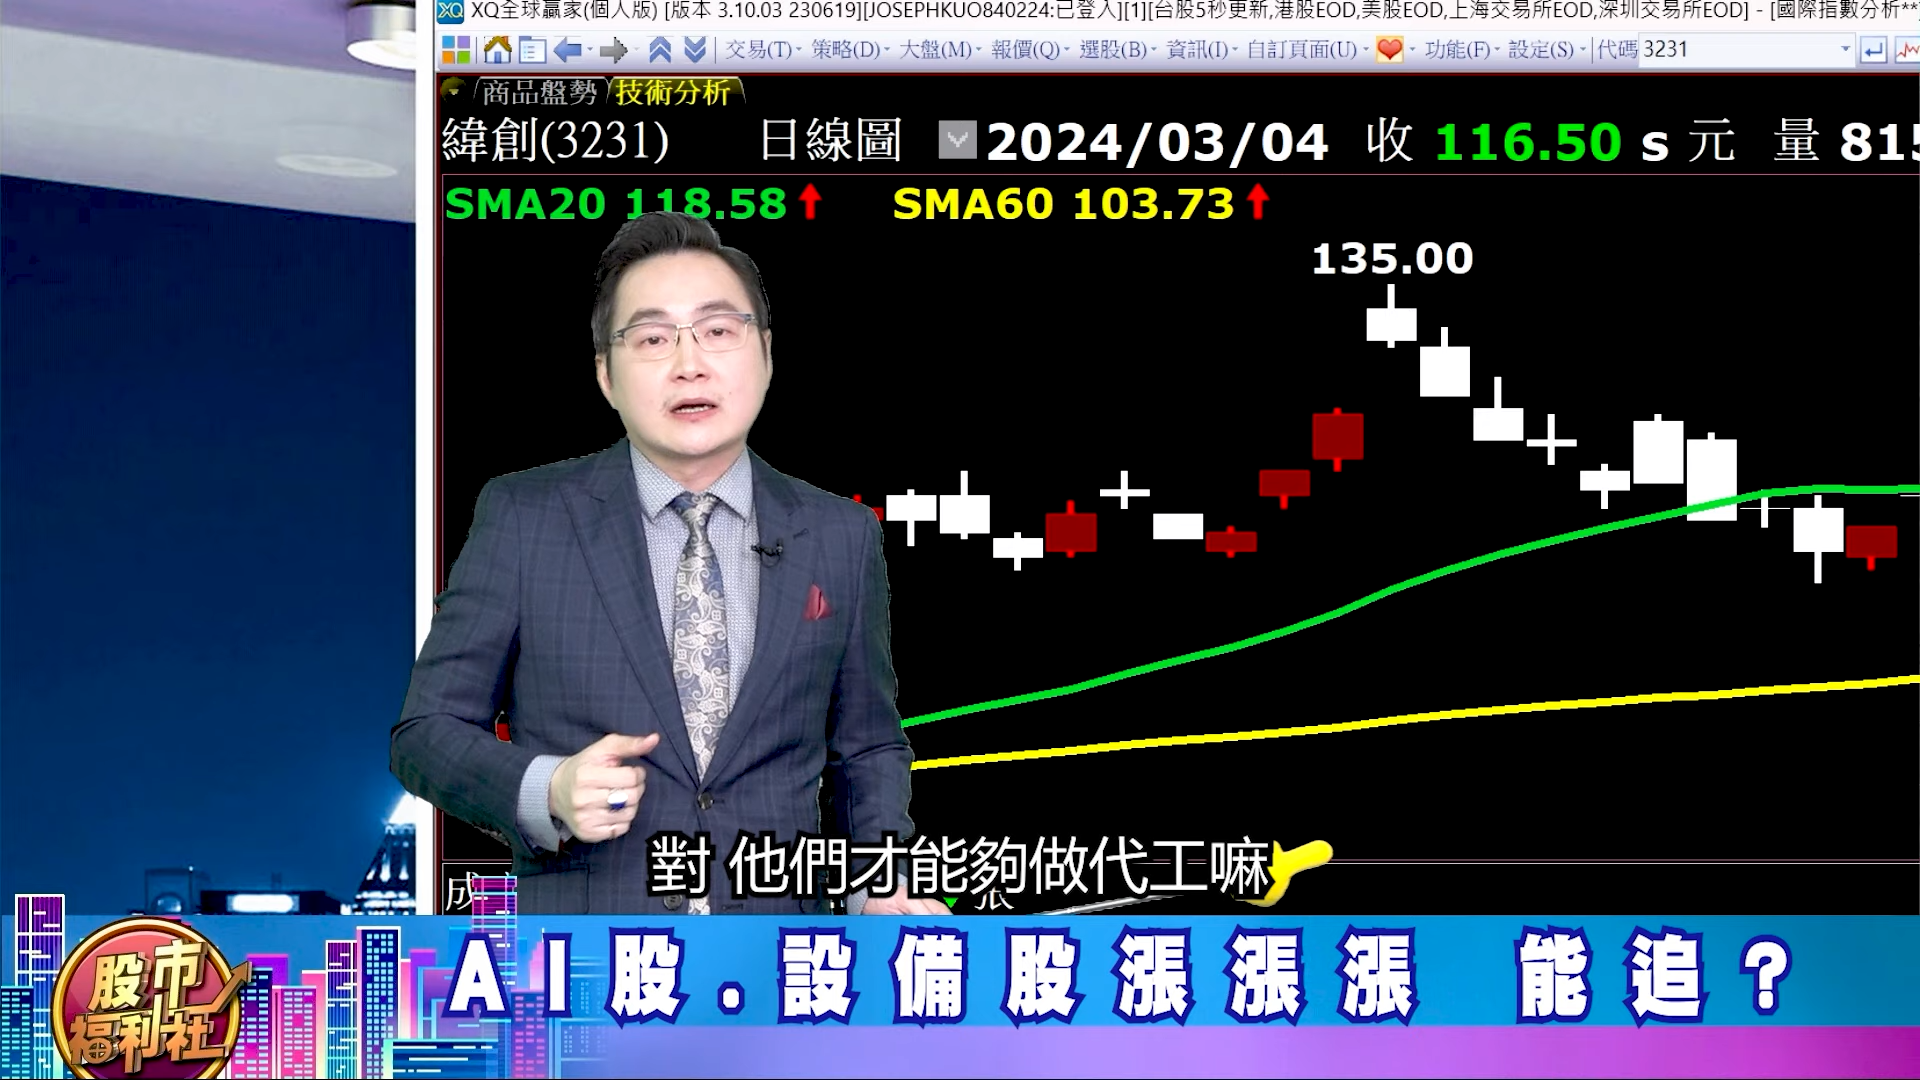 XQ全球贏家(個人版) [版本 3.10.03 230619][JOSEPHKUO840224:已登入][1][台股5秒更新,港股EOD,美股EOD,上海交易所EOD,深圳交易所EOD] - [國際指數分析**
交易(T) 策略(D) 大盤(M) 報價(Q) 選股(B) 資訊(I) 自訂頁面(U) 功能(F) 設定(S) 代碼 3231
商品盤勢 技術分析
緯創(3231) 日線圖 2024/03/04 收 116.50 s 元 量 815
SMA20 118.58 SMA60 103.73
135.00
對 他們才能夠做代工嘛
成 張
AI股.設備股漲漲漲 能追?
股市
福利社